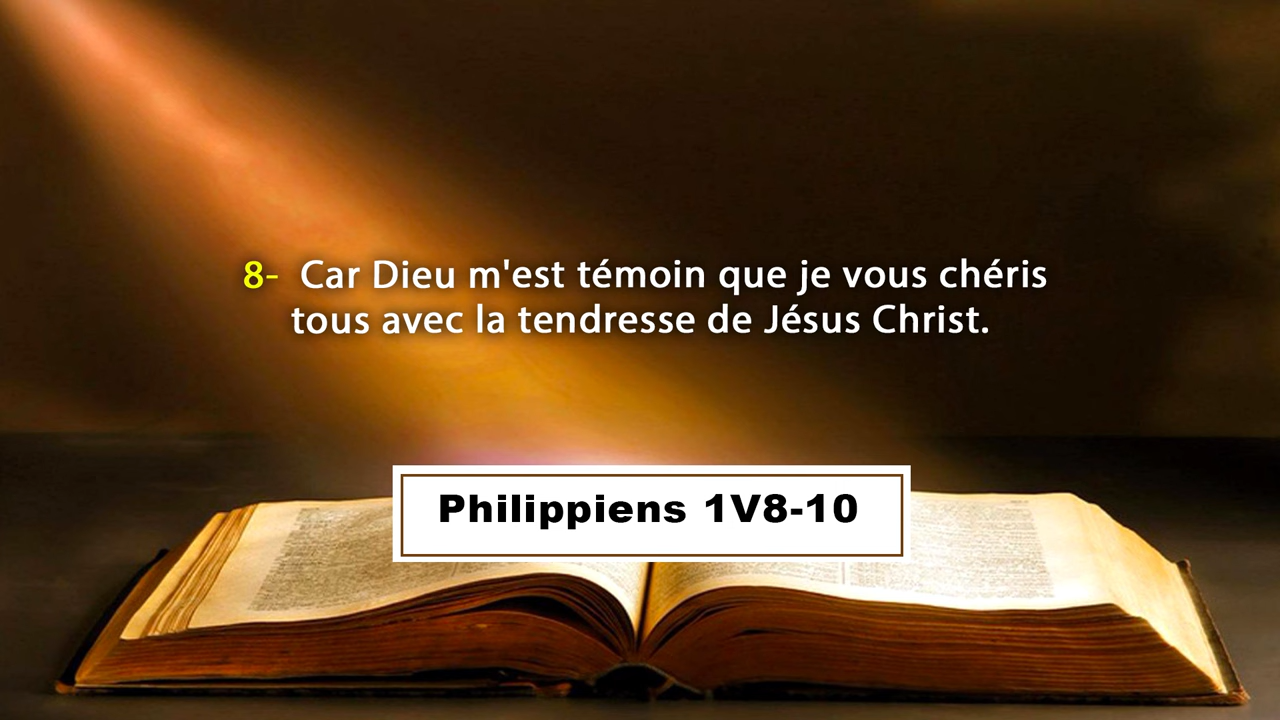 8- Car Dieu m'est témoin que je vous chéris
tous avec la tendresse de Jésus Christ.
Philippiens 1V8-10